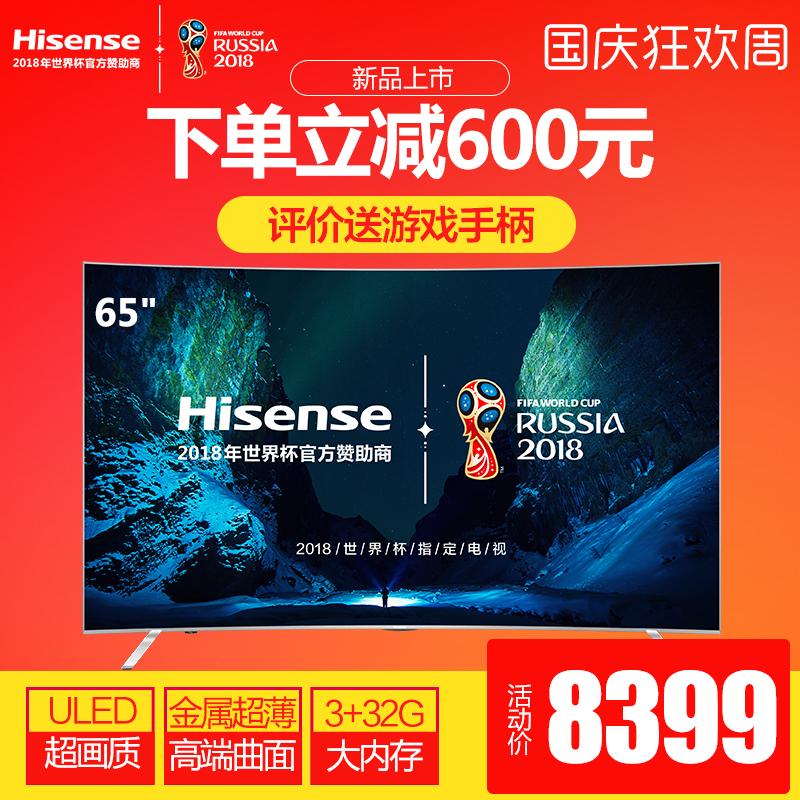 Hisense
2018年世界杯官方赞助商
FIFA WORLD CUP
RUSSIA
2018
国庆狂欢周
新品上市
下单立减600元
评价送游戏手柄
65"
Hisense
2018年世界杯官方赞助商
FIFA WORLD CUP
RUSSIA
2018
2018/世/界/杯/指/定/电/视
ULED
超画质
金属超薄
高端曲面
3+32G
大内存
活动价
8399